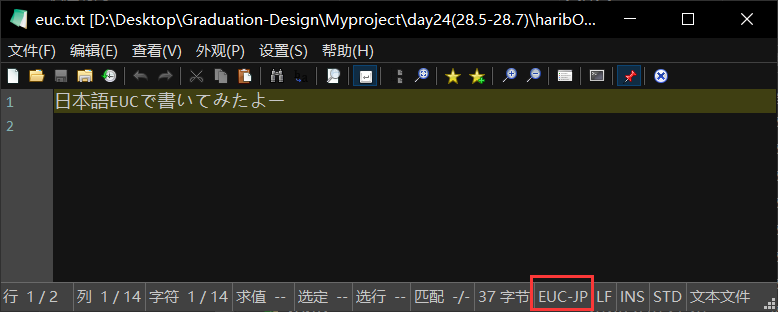 euc.txt [D:\Desktop\Graduation-Design\Myproject\day24(28.5-28.7)\haribO...
文件(F) 编辑(E) 查看(V) 外观(P) 设置(S) 帮助(H)
1 日本語EUCで書いてみたよー
2
行 1 / 2 列 1 / 14 字符 1 / 14 求值 -- 选定 -- 选行 -- 匹配 -/- 37 字节 EUC-JP LF INS STD 文本文件